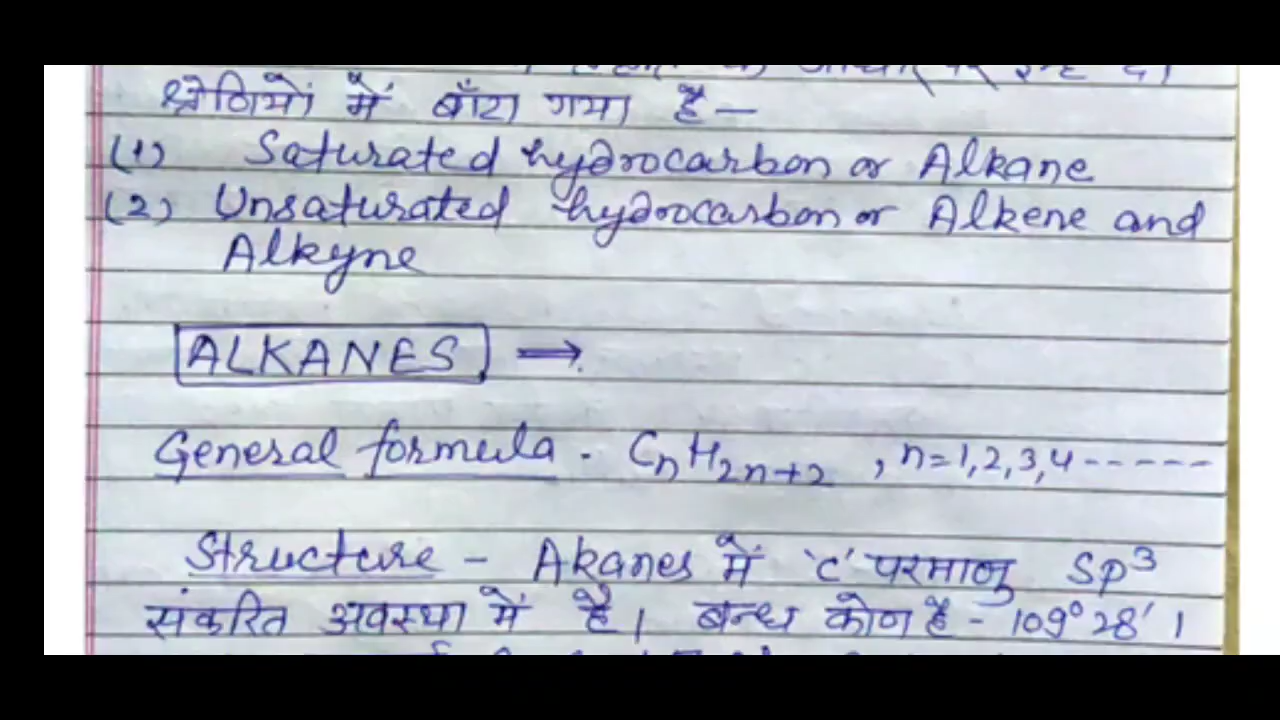 श्रेणियों में बाँटा गया है —
(1) Saturated hydrocarbon or Alkane
(2) Unsaturated hydrocarbon or Alkene and
Alkyne
ALKANES →
General formula . CnH2n+2 , n=1,2,3,4 -----
Structure - Akanes में 'c' परमाणु Sp³
संकरित अवस्था में है । बन्ध कोण है - 109°28' ।